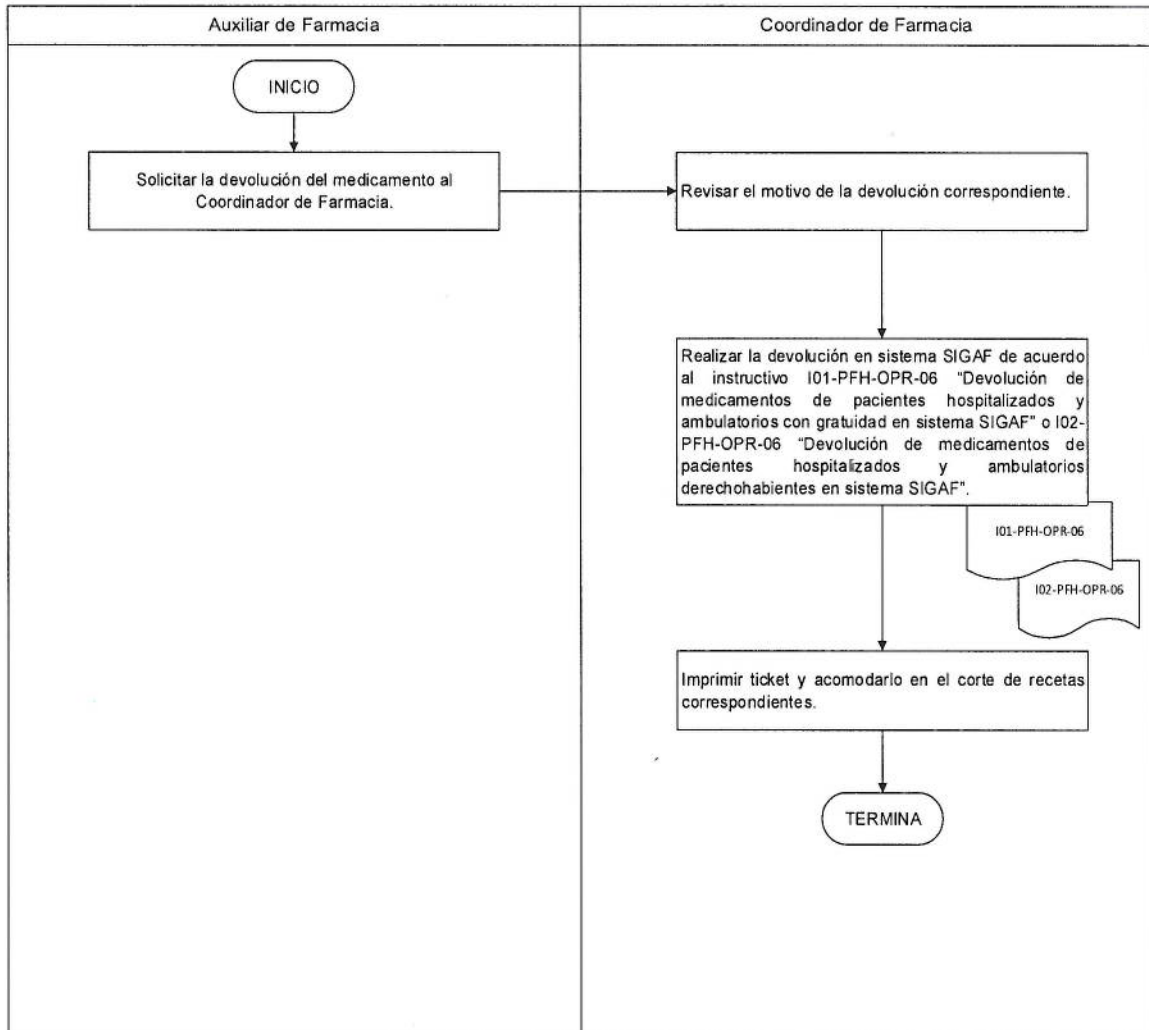 Auxiliar de Farmacia
Coordinador de Farmacia
INICIO
Solicitar la devolución del medicamento al
Coordinador de Farmacia.
Revisar el motivo de la devolución correspondiente.
Realizar la devolución en sistema SIGAF de acuerdo
al instructivo I01-PFH-OPR-06 "Devolución de
medicamentos de pacientes hospitalizados y
ambulatorios con gratuidad en sistema SIGAF" o I02-
PFH-OPR-06 "Devolución de medicamentos de
pacientes hospitalizados y ambulatorios
derechohabientes en sistema SIGAF".
I01-PFH-OPR-06
I02-PFH-OPR-06
Imprimir ticket y acomodarlo en el corte de recetas
correspondientes.
TERMINA